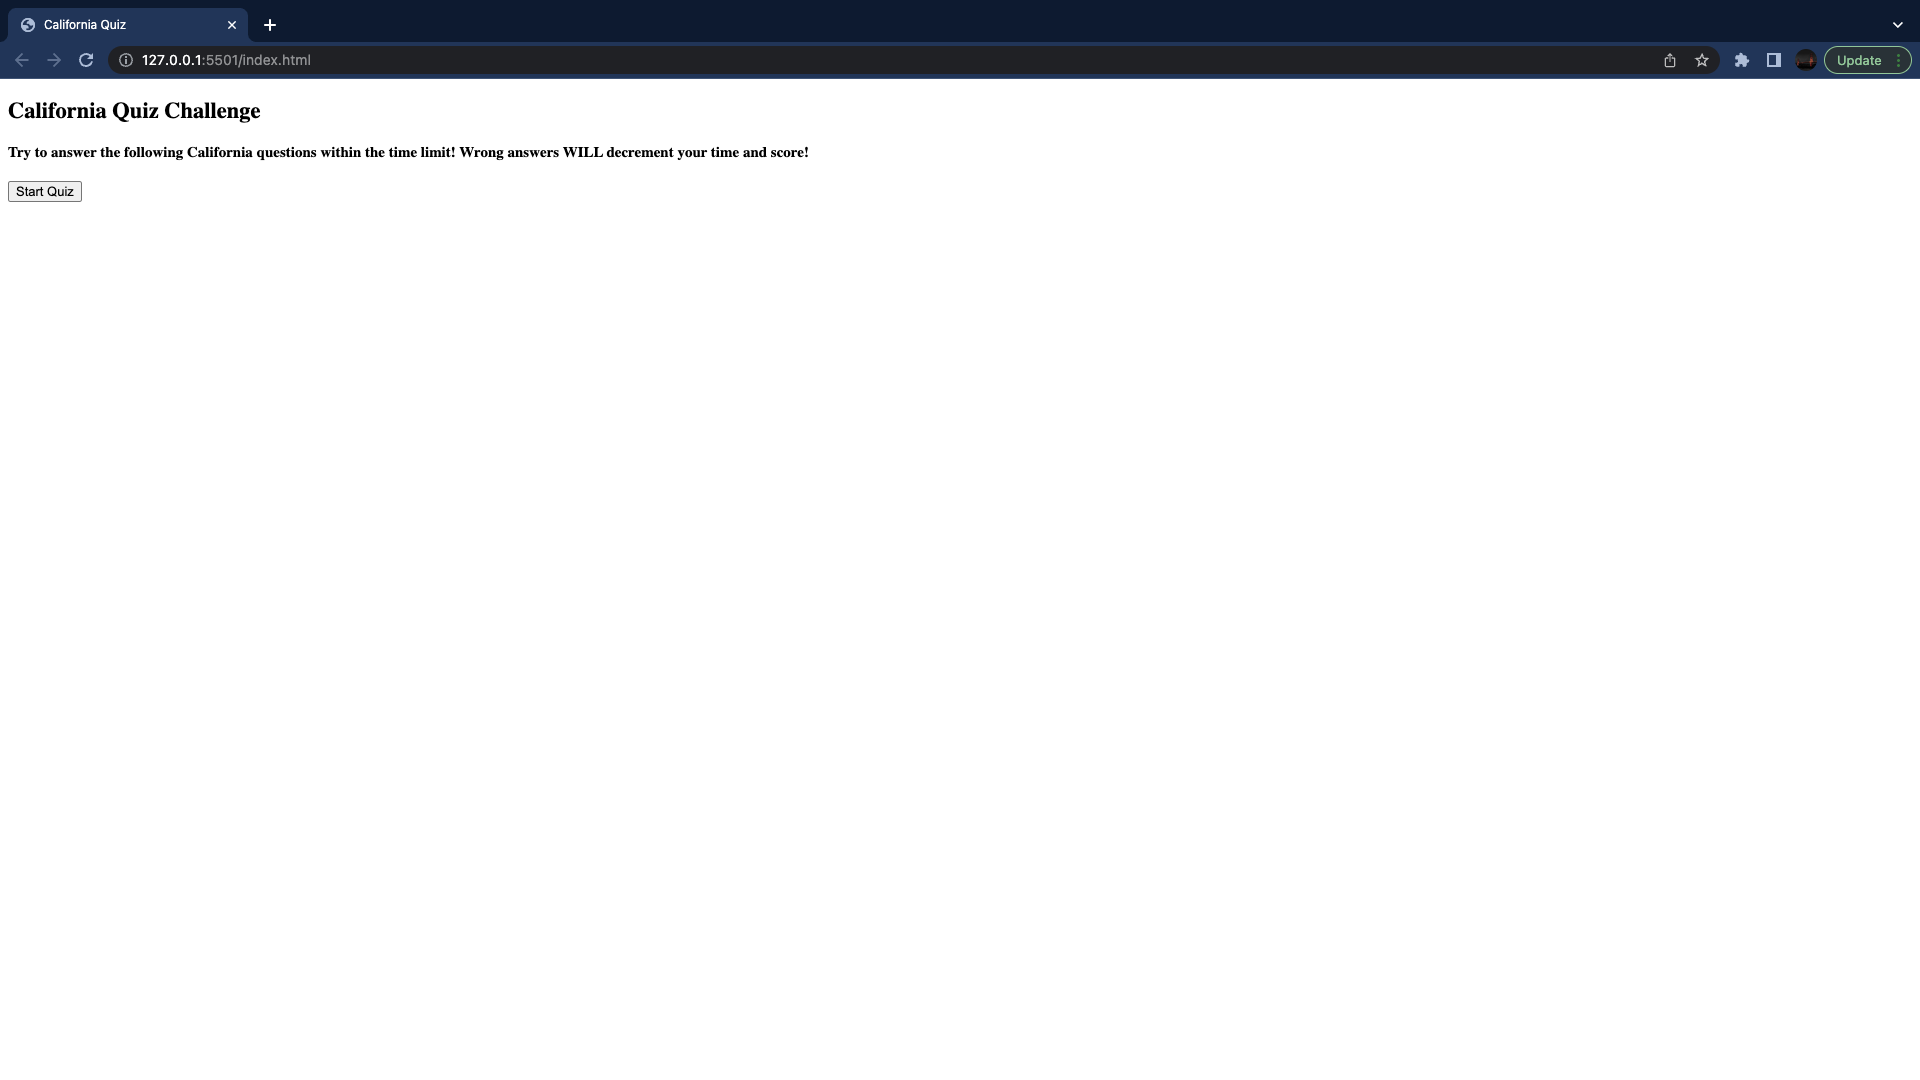 California Quiz
127.0.0.1:5501/index.html
Update
California Quiz Challenge
Try to answer the following California questions within the time limit! Wrong answers WILL decrement your time and score!
Start Quiz